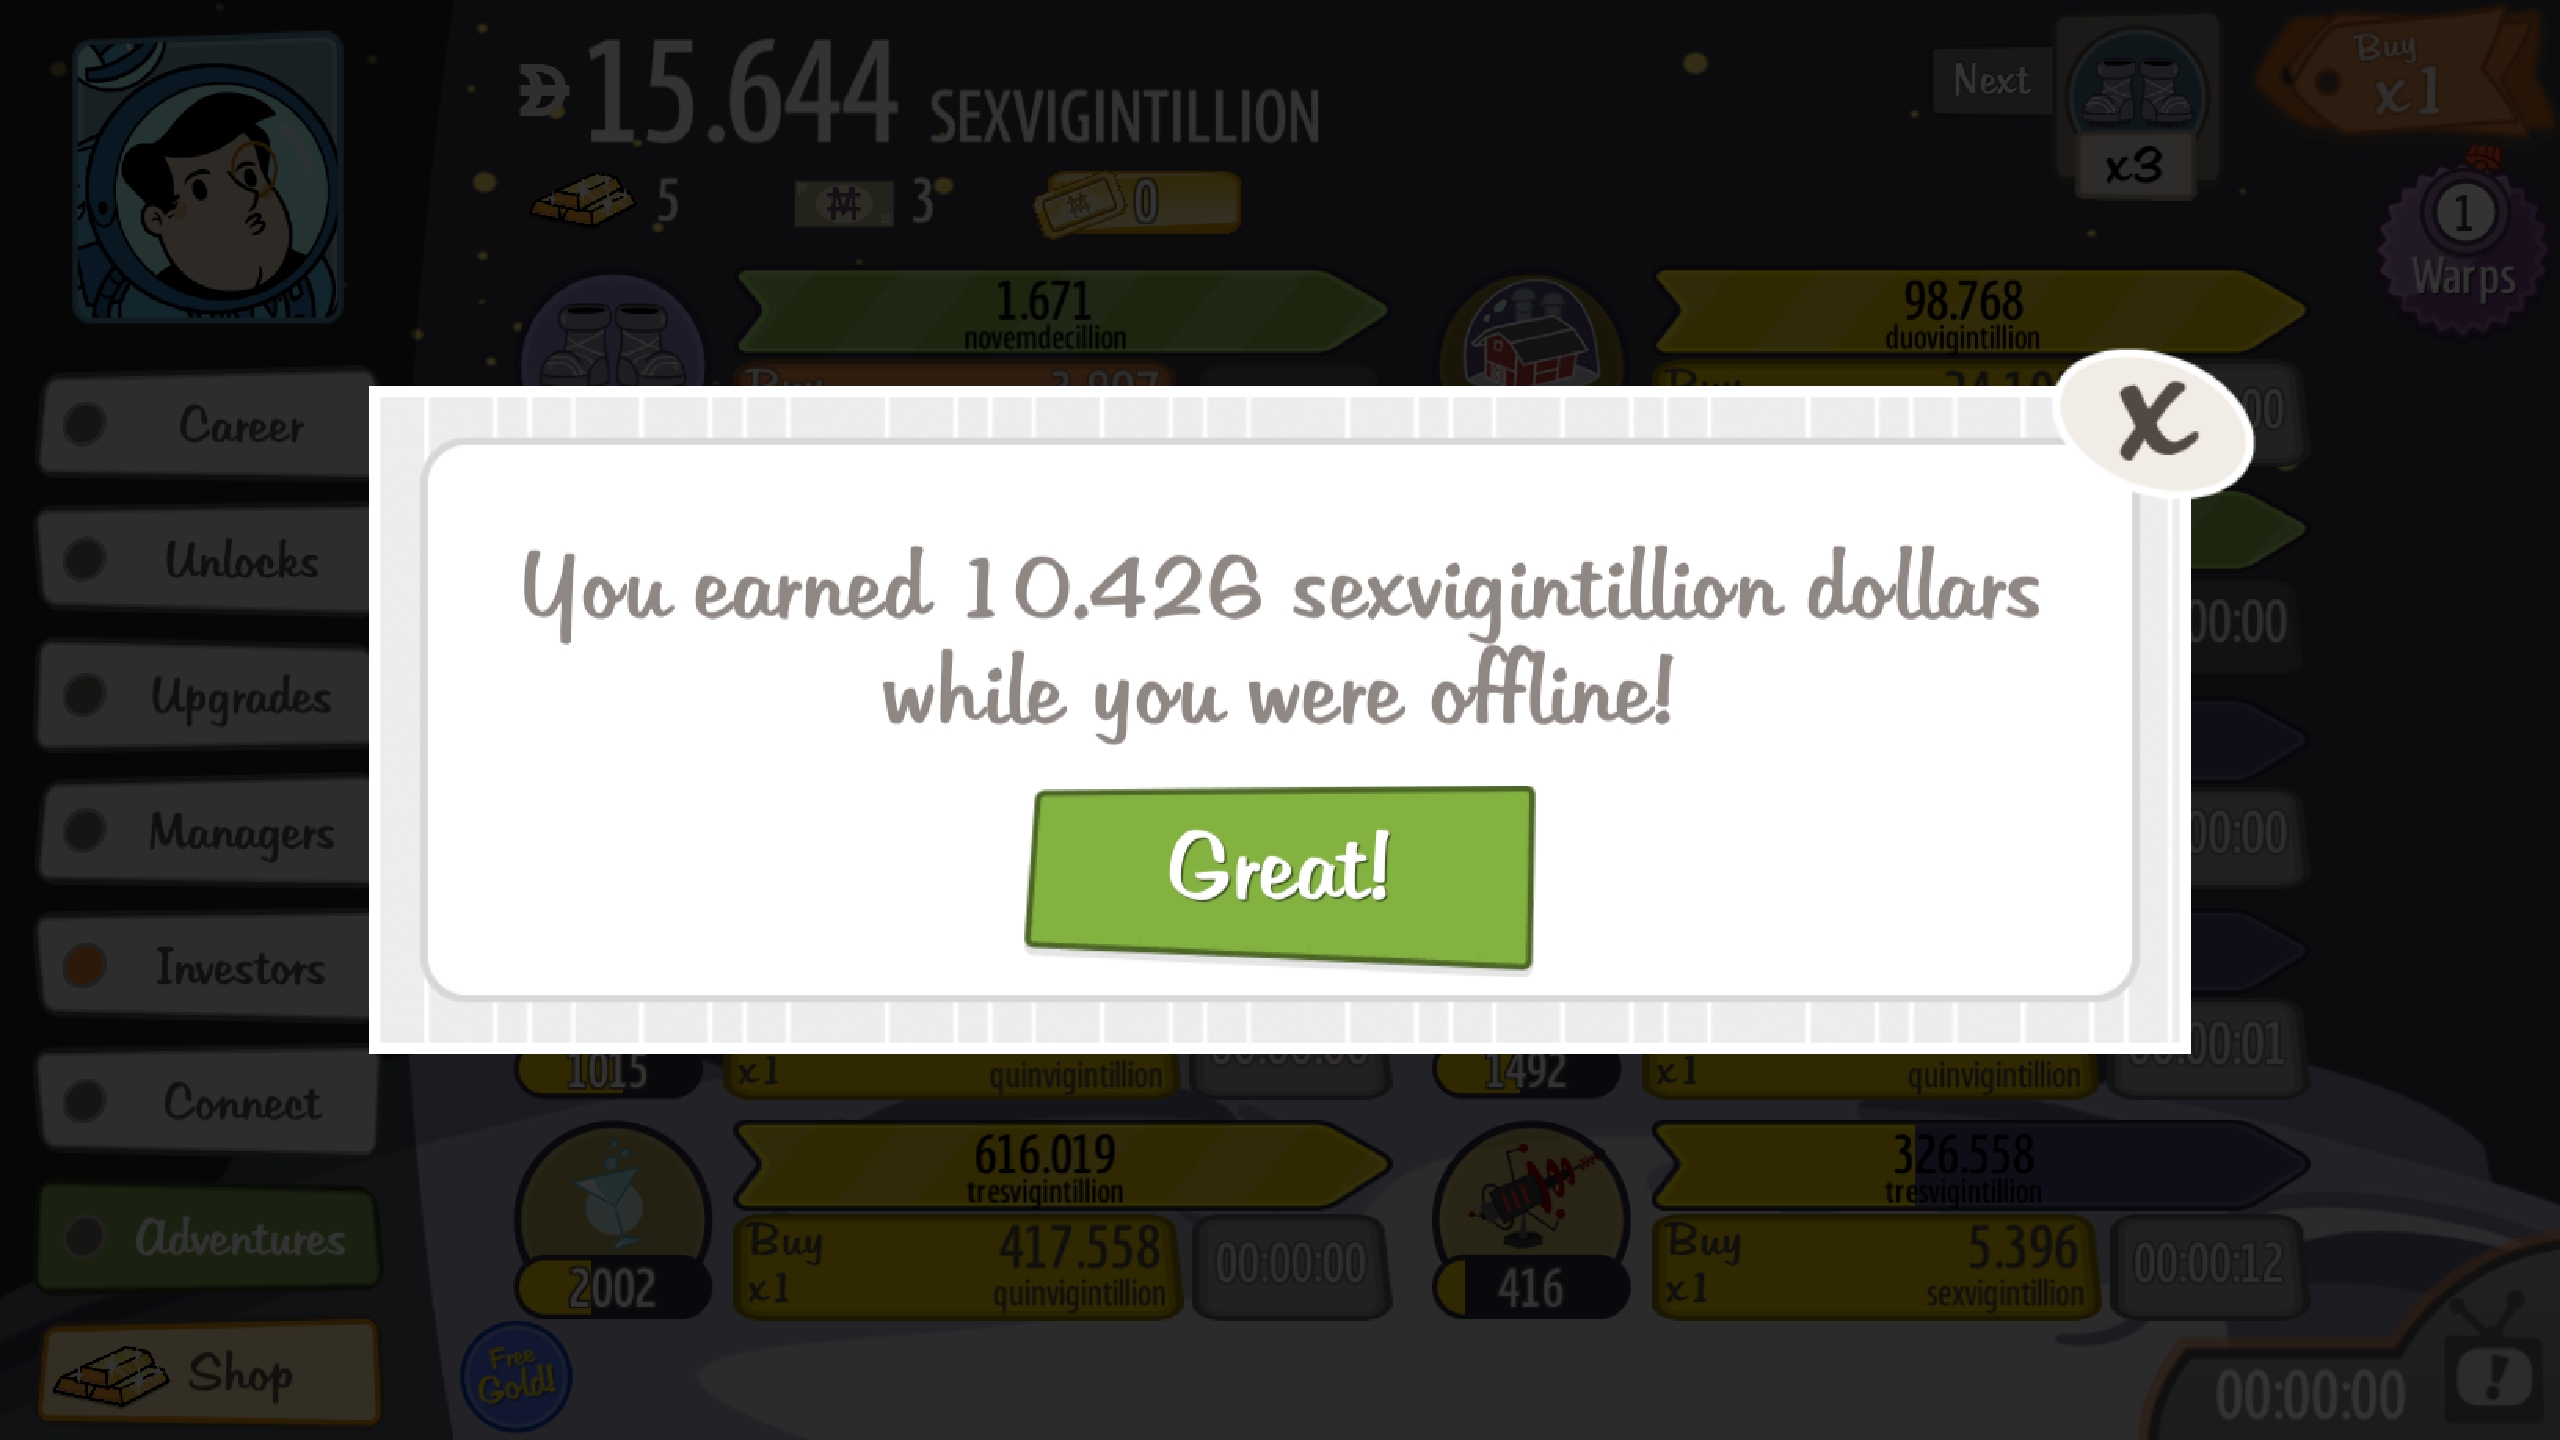 15.644 SEXVIGINTILLION
5
3
0
Next
x3
Buy
x1
1
Warps
1.671
novemdecillion
98.768
duovigintillion
Career
Unlocks
Upgrades
Managers
Investors
Connect
Adventures
Shop
X
You earned 10.426 sexvigintillion dollars
while you were offline!
Great!
00:00
00:00
00:01
1015
x1
quinvigintillion
1492
x1
quinvigintillion
616.019
tresvigintillion
Buy
x1
417.558
quinvigintillion
00:00:00
2002
326.558
tresvigintillion
Buy
x1
5.396
sexvigintillion
00:00:12
416
Free
Gold!
00:00:00
!